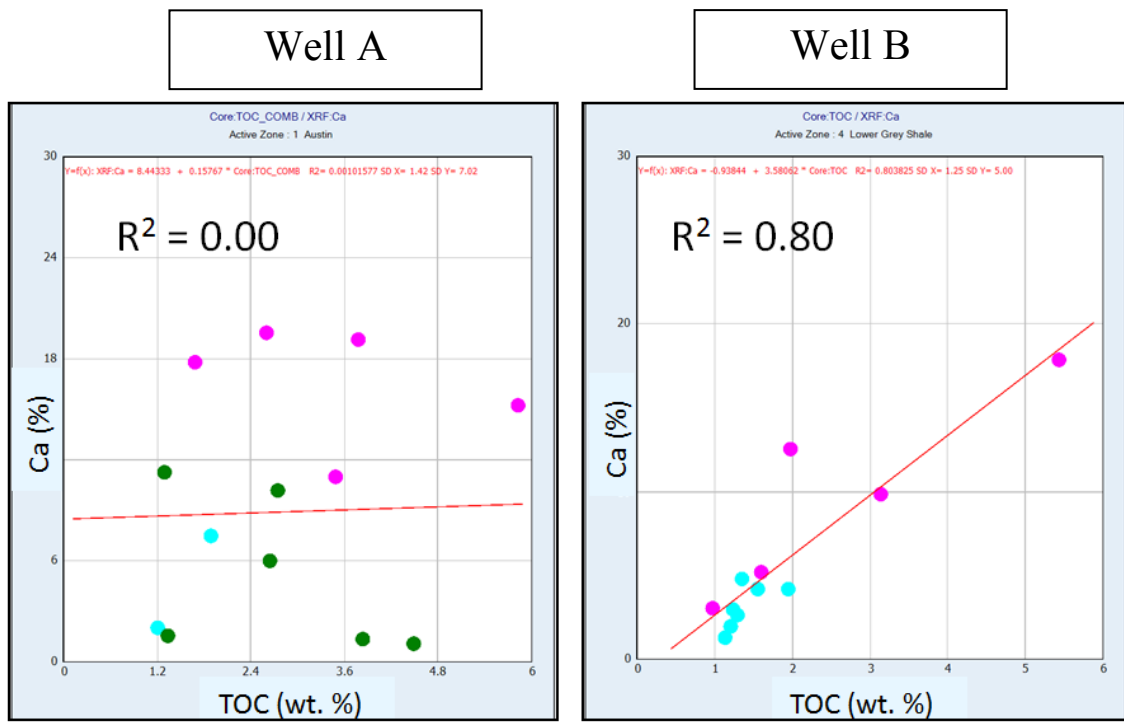 Well A
Core:TOC_COMB / XRF:Ca
Active Zone : 1 Austin
Y=f(x): XRF:Ca = 8.44333 + 0.15767 * Core:TOC_COMB R2= 0.00101577 SD X= 1.42 SD Y= 7.02
R² = 0.00
30
24
18
6
0
Ca (%)
0 1.2 2.4 3.6 4.8 6
TOC (wt. %)
Well B
Core:TOC / XRF:Ca
Active Zone : 4 Lower Grey Shale
Y=f(x): XRF:Ca = -0.93844 + 3.58062 * Core:TOC R2= 0.803825 SD X= 1.25 SD Y= 5.00
R² = 0.80
30
20
0
Ca (%)
0 1 2 3 4 5 6
TOC (wt. %)